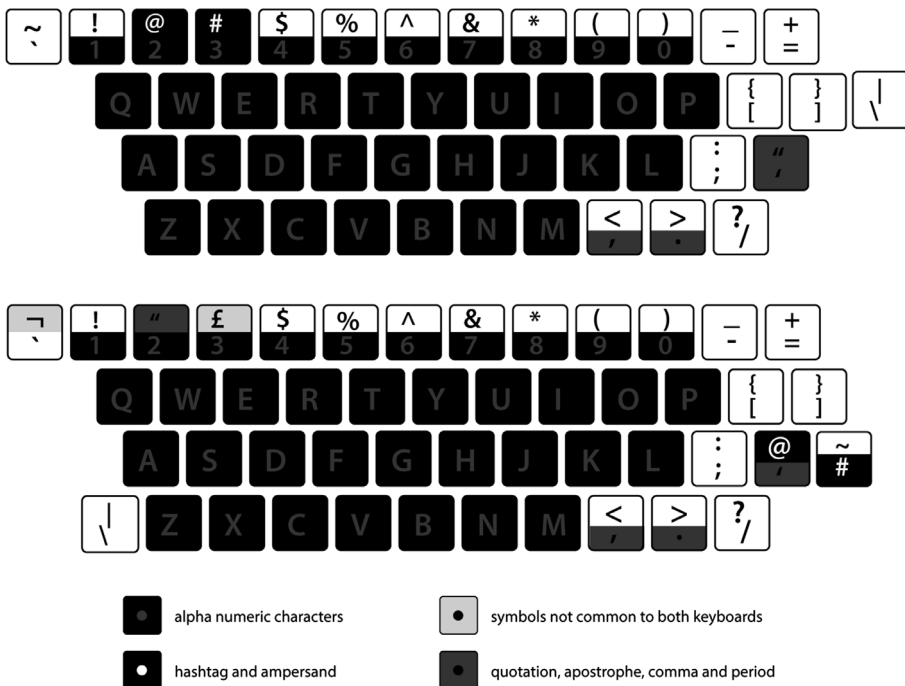 ~ ! @ # $ % ^ & * ( ) _ +
` 1 2 3 4 5 6 7 8 9 0 - =
Q W E R T Y U I O P { } |
[ ] \
A S D F G H J K L : “
; ‘
Z X C V B N M < > ?
, . /
¬ ! “ £ $ % ^ & * ( ) _ +
` 1 2 3 4 5 6 7 8 9 0 - =
Q W E R T Y U I O P { }
[ ]
A S D F G H J K L : @ ~
; ‘ #
| Z X C V B N M < > ?
\ , . /
alpha numeric characters
symbols not common to both keyboards
hashtag and ampersand
quotation, apostrophe, comma and period